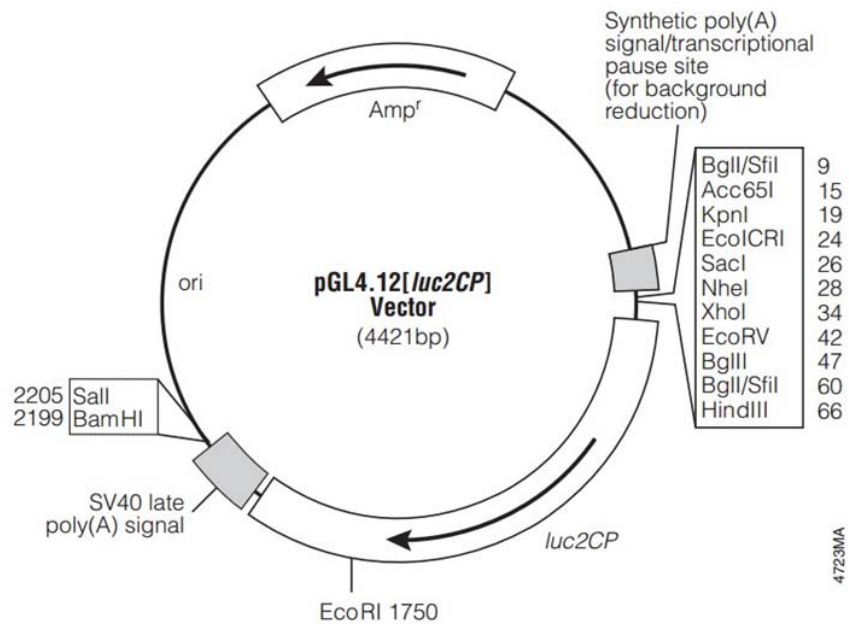 Synthetic poly(A)
signal/transcriptional
pause site
(for background
reduction)
Ampʳ
BglI/SfiI 9
Acc65I 15
KpnI 19
EcoICRI 24
SacI 26
NheI 28
XhoI 34
EcoRV 42
BglII 47
BglI/SfiI 60
HindIII 66
ori
pGL4.12[luc2CP]
Vector
(4421bp)
2205 SalI
2199 BamHI
SV40 late
poly(A) signal
luc2CP
EcoRI 1750
4723MA